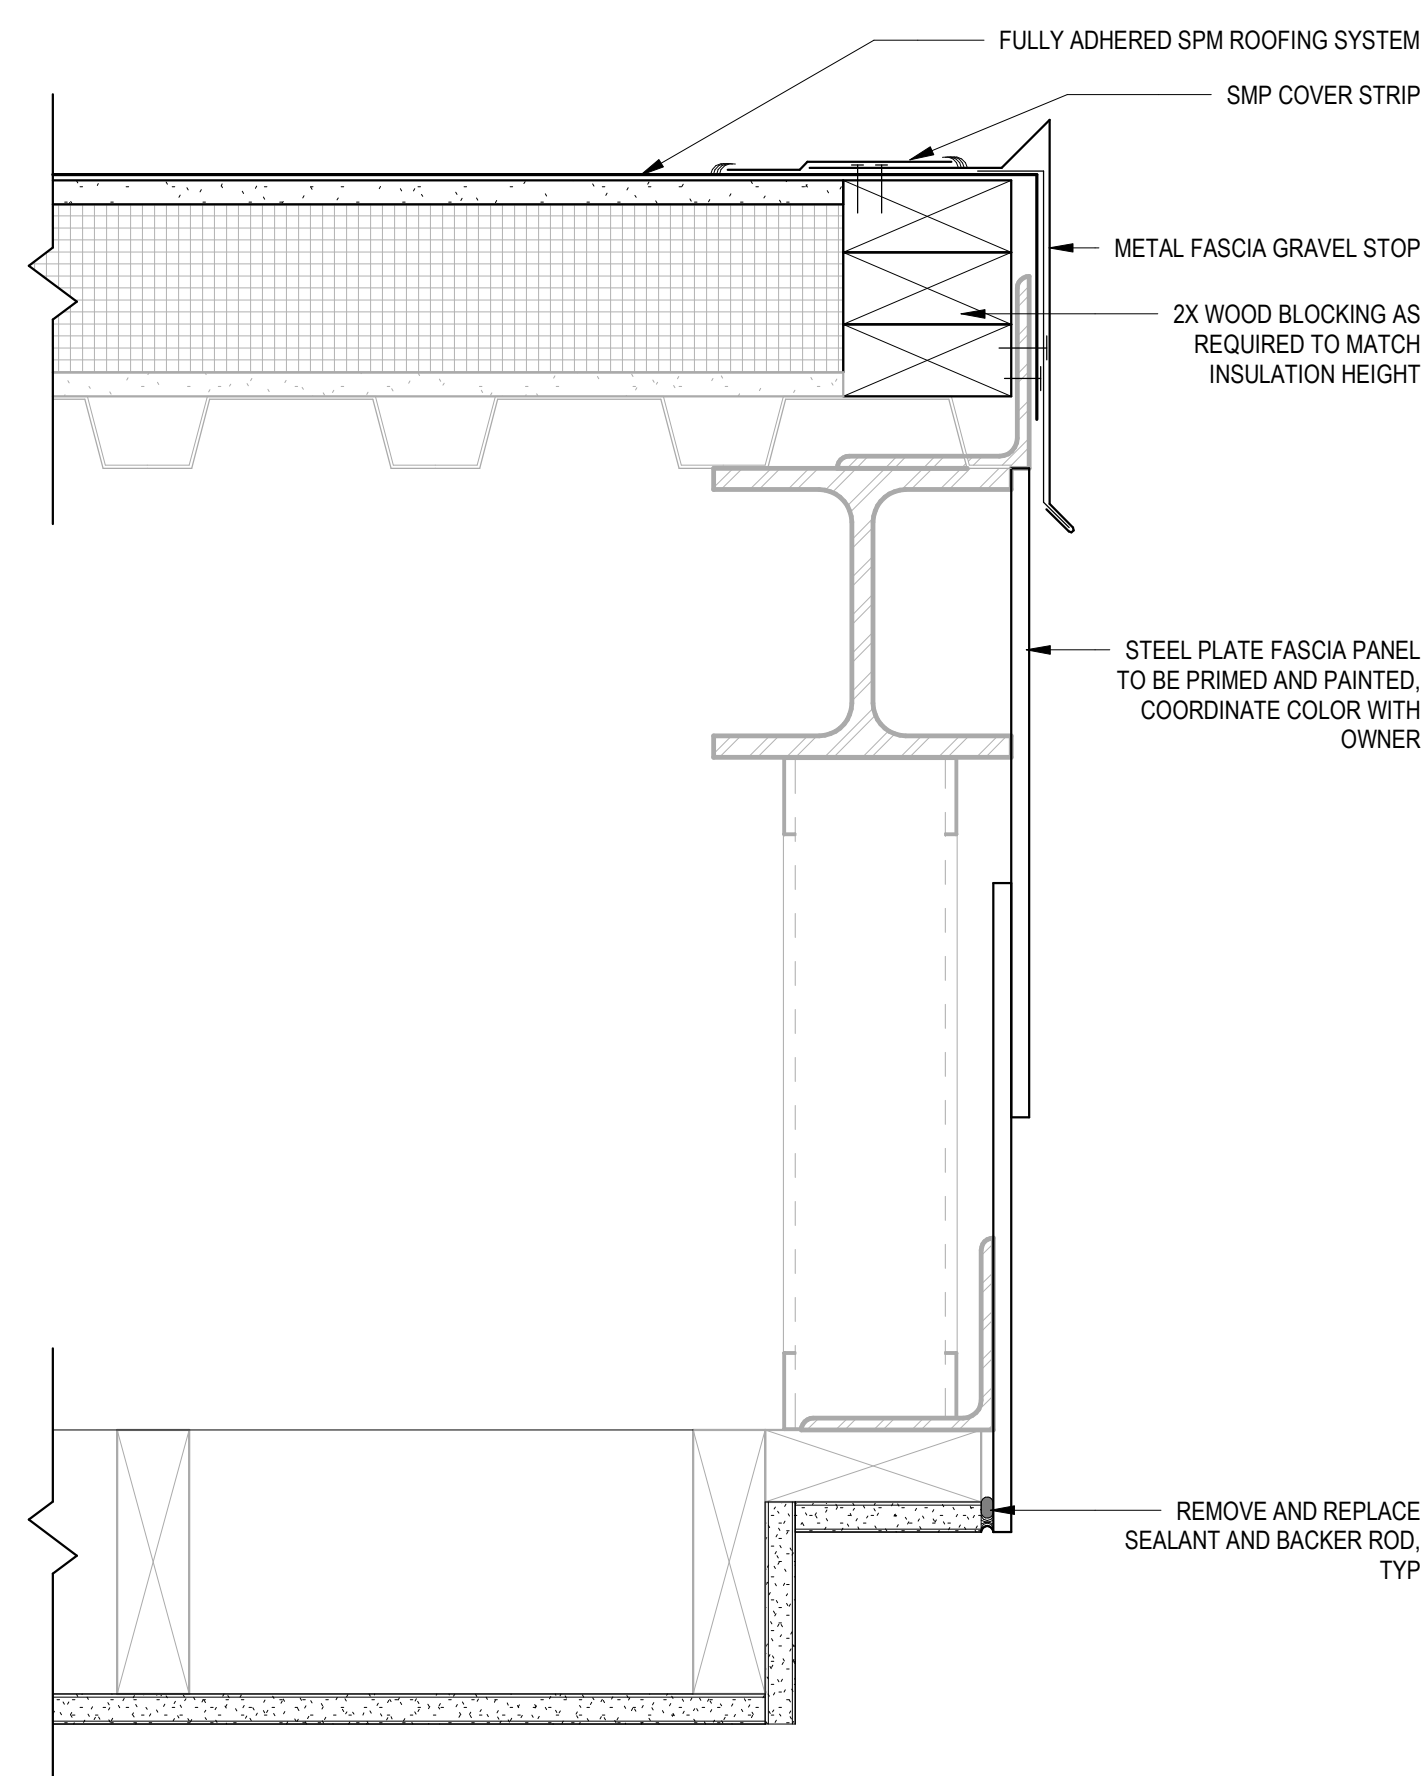 FULLY ADHERED SPM ROOFING SYSTEM
SMP COVER STRIP
METAL FASCIA GRAVEL STOP
2X WOOD BLOCKING AS
REQUIRED TO MATCH
INSULATION HEIGHT
STEEL PLATE FASCIA PANEL
TO BE PRIMED AND PAINTED,
COORDINATE COLOR WITH
OWNER
REMOVE AND REPLACE
SEALANT AND BACKER ROD,
TYP